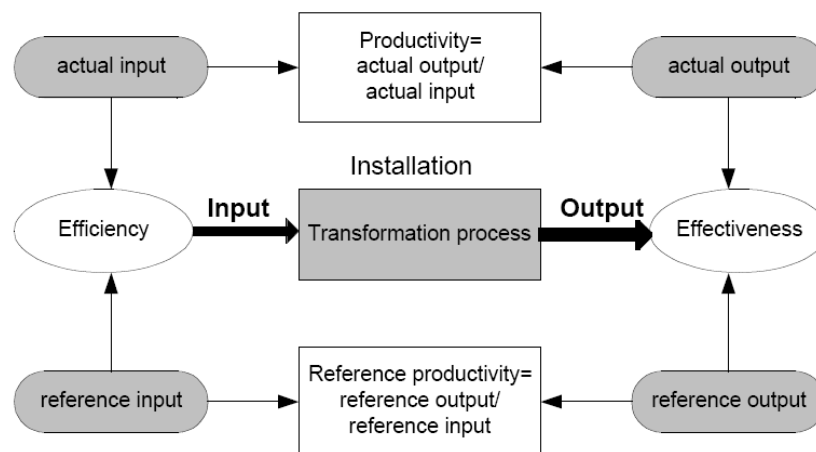 Productivity=
actual output/
actual input
actual input
actual output
Installation
Input
Output
Efficiency
Transformation process
Effectiveness
Reference productivity=
reference output/
reference input
reference input
reference output